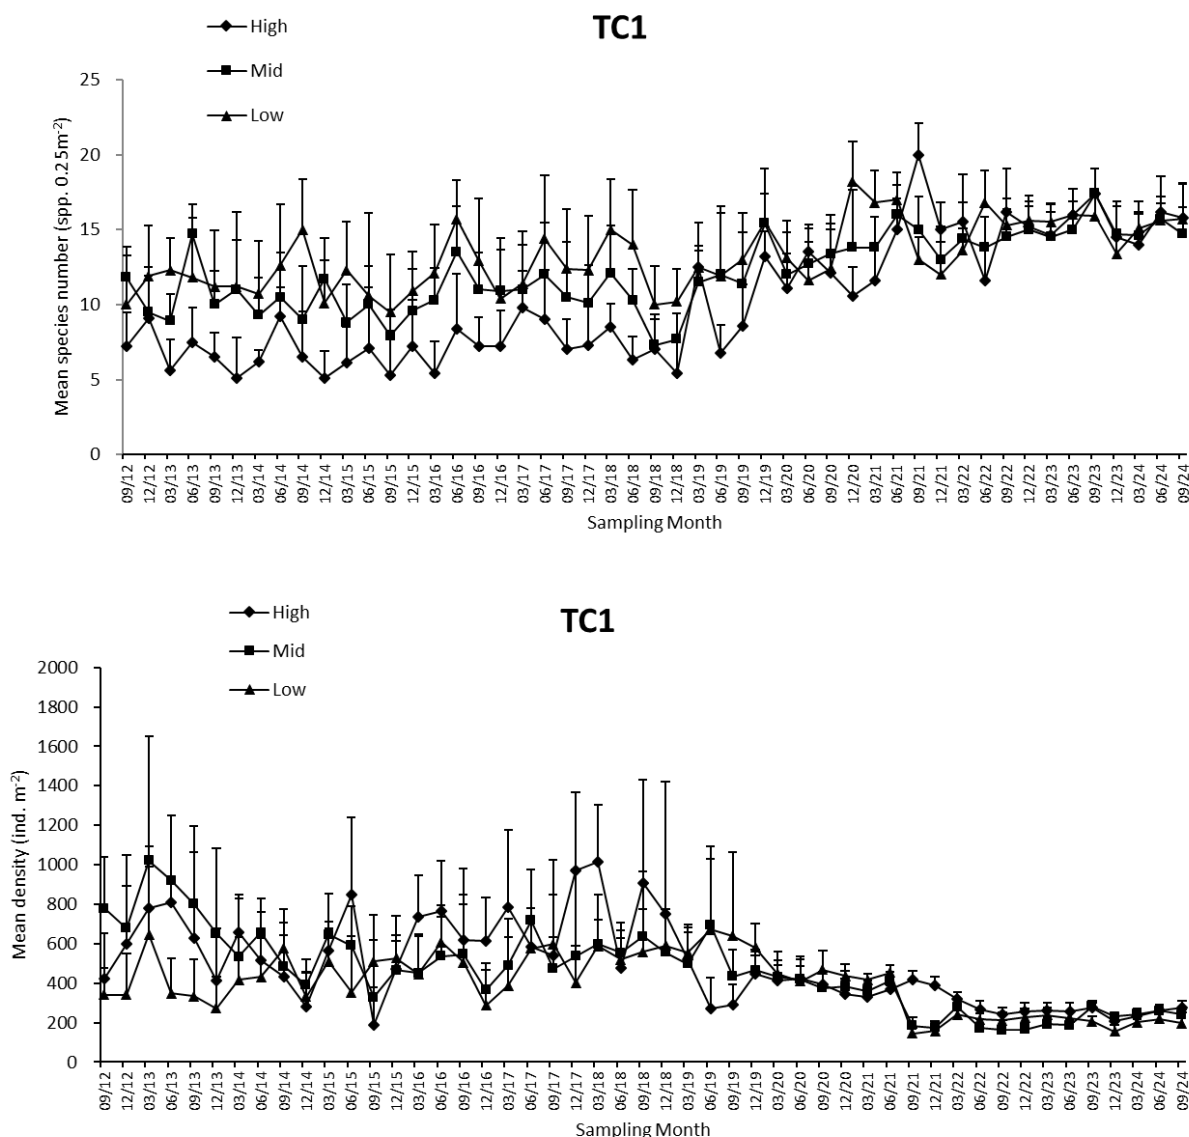 TC1
High
Mid
Low
25
20
15
10
5
0
Mean species number (spp. 0.25m⁻²)
09/12 12/12 03/13 06/13 09/13 12/13 03/14 06/14 09/14 12/14 03/15 06/15 09/15 12/15 03/16 06/16 09/16 12/16 03/17 06/17 09/17 12/17 03/18 06/18 09/18 12/18 03/19 06/19 09/19 12/19 03/20 06/20 09/20 12/20 03/21 06/21 09/21 12/21 03/22 06/22 09/22 12/22 03/23 06/23 09/23 12/23 03/24 06/24 09/24
Sampling Month
TC1
High
Mid
Low
2000
1800
1600
1400
1200
1000
800
600
400
200
0
Mean density (ind. m⁻²)
09/12 12/12 03/13 06/13 09/13 12/13 03/14 06/14 09/14 12/14 03/15 06/15 09/15 12/15 03/16 06/16 09/16 12/16 03/17 06/17 09/17 12/17 03/18 06/18 09/18 12/18 03/19 06/19 09/19 12/19 03/20 06/20 09/20 12/20 03/21 06/21 09/21 12/21 03/22 06/22 09/22 12/22 03/23 06/23 09/23 12/23 03/24 06/24 09/24
Sampling Month